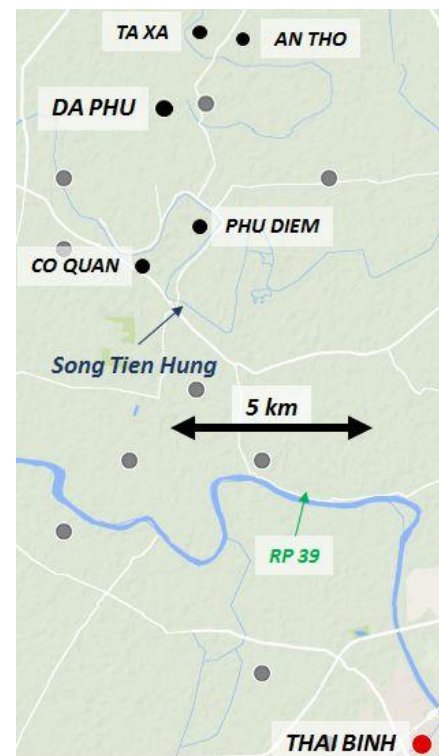 TA XA
AN THO
DA PHU
PHU DIEM
CO QUAN
Song Tien Hung
5 km
RP 39
THAI BINH